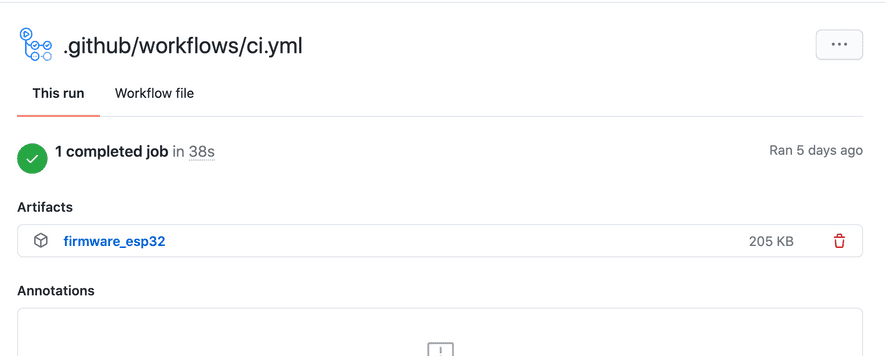 .github/workflows/ci.yml
...
This run
Workflow file
1 completed job in 38s
Ran 5 days ago
Artifacts
firmware_esp32
205 KB
Annotations